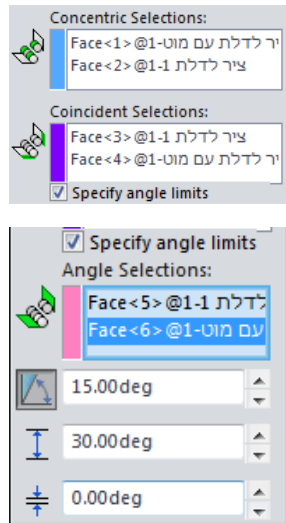 Concentric Selections:
Face<1>@יר לדלת עם מוט-1
Face<2>@ציר לדלת 1-1
Coincident Selections:
Face<3>@ציר לדלת 1-1
Face<4>@יר לדלת עם מוט-1
Specify angle limits
Specify angle limits
Angle Selections:
Face<5>@לדלת 1-1
Face<6>@עם מוט-1
15.00deg
30.00deg
0.00deg